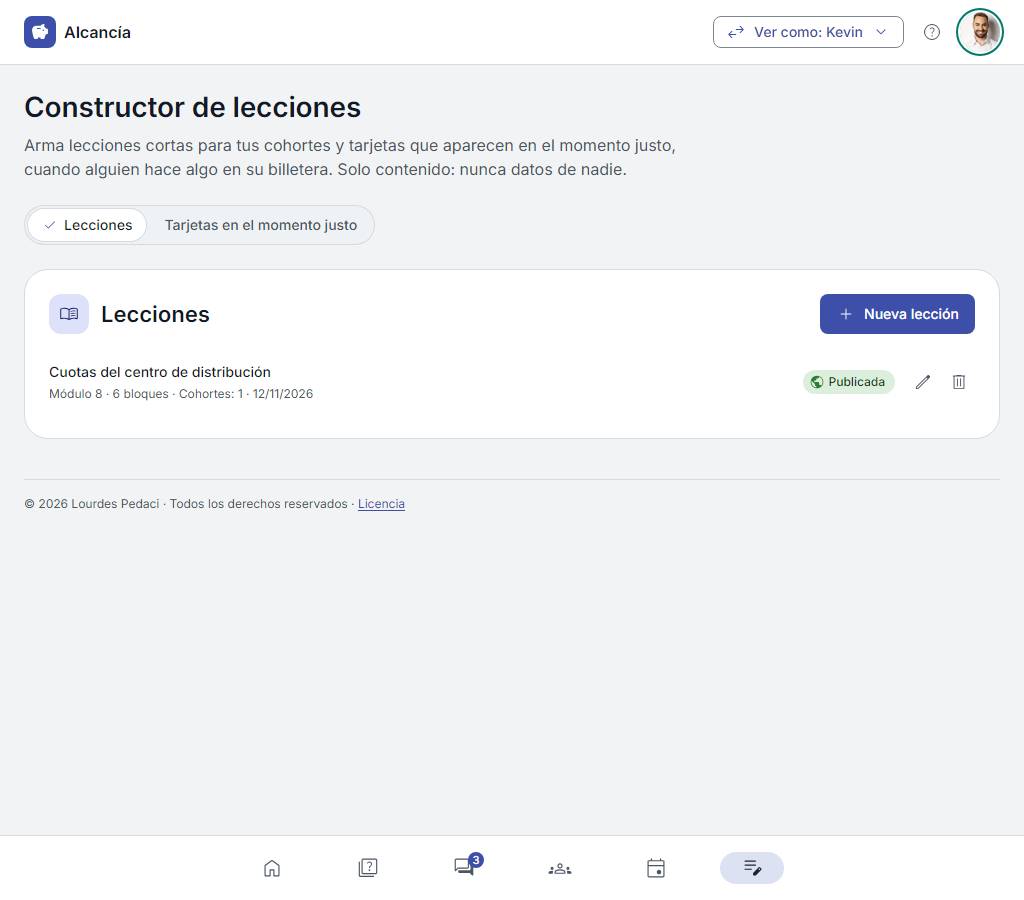 Alcancía
Ver como: Kevin
Constructor de lecciones
Arma lecciones cortas para tus cohortes y tarjetas que aparecen en el momento justo,
cuando alguien hace algo en su billetera. Solo contenido: nunca datos de nadie.
Lecciones
Tarjetas en el momento justo
Lecciones
Nueva lección
Cuotas del centro de distribución
Módulo 8 · 6 bloques · Cohortes: 1 · 12/11/2026
Publicada
© 2026 Lourdes Pedaci · Todos los derechos reservados · Licencia
3